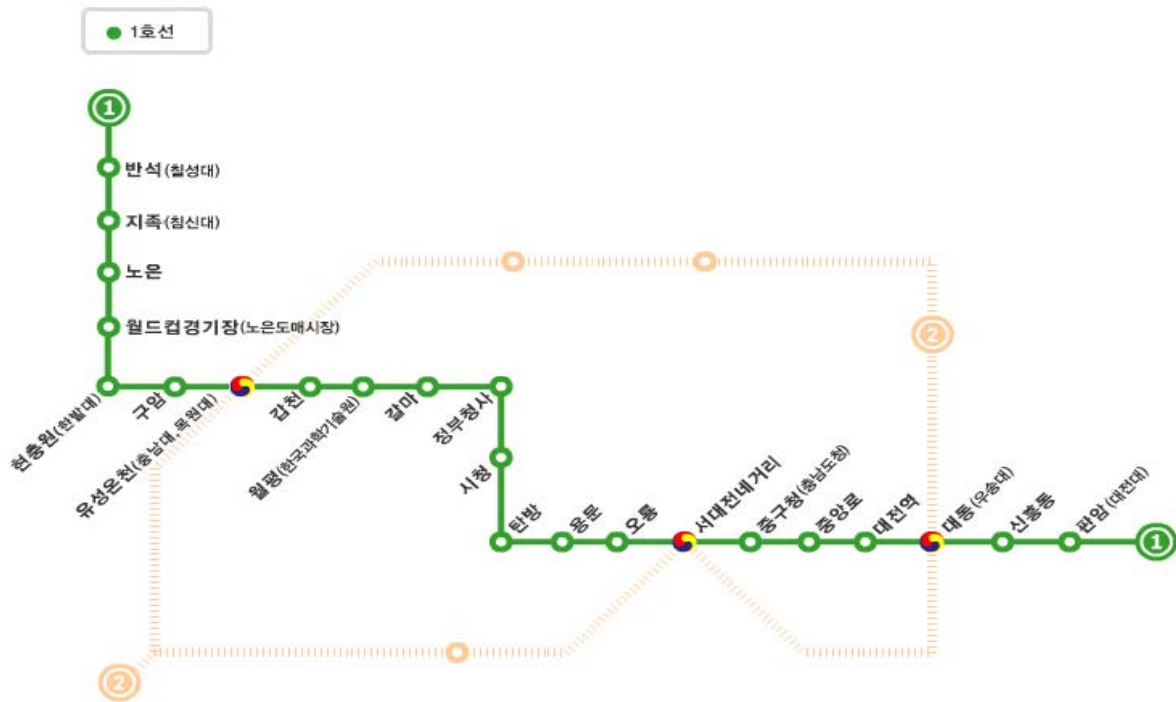 1호선
1
반석(칠성대)
지족(침신대)
노은
월드컵경기장(노은도매시장)
현충원(한밭대)
구암
유성온천(충남대,목원대)
갑천
월평(한국과학기술원)
갈마
정부청사
시청
탄방
용문
오룡
서대전네거리
중구청(충남도청)
중앙로
대전역
대동(우송대)
신흥동
판암(대전대)
1
2
2